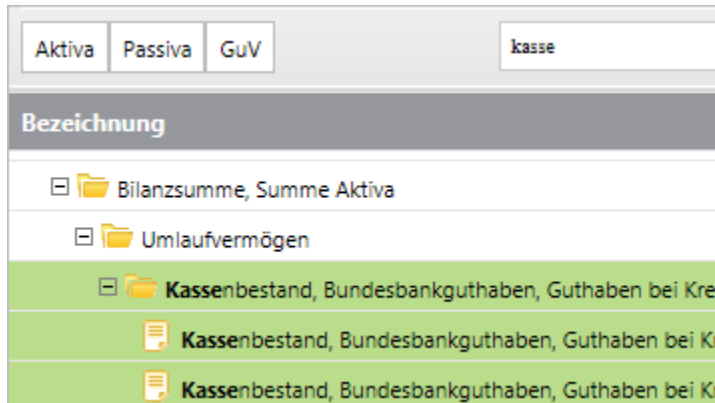 Aktiva Passiva GuV kasse
Bezeichnung
Bilanzsumme, Summe Aktiva
Umlaufvermögen
Kassenbestand, Bundesbankguthaben, Guthaben bei Kre
Kassenbestand, Bundesbankguthaben, Guthaben bei
Kassenbestand, Bundesbankguthaben, Guthaben bei